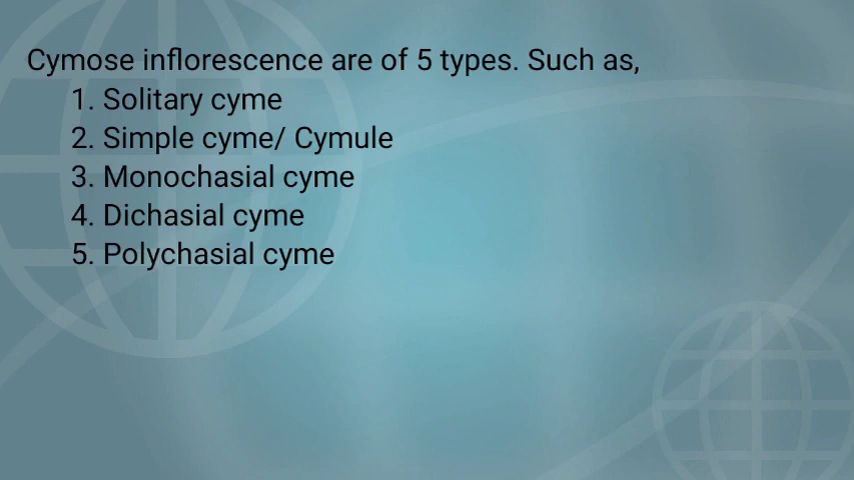 Cymose inflorescence are of 5 types. Such as,
1. Solitary cyme
2. Simple cyme/ Cymule
3. Monochasial cyme
4. Dichasial cyme
5. Polychasial cyme